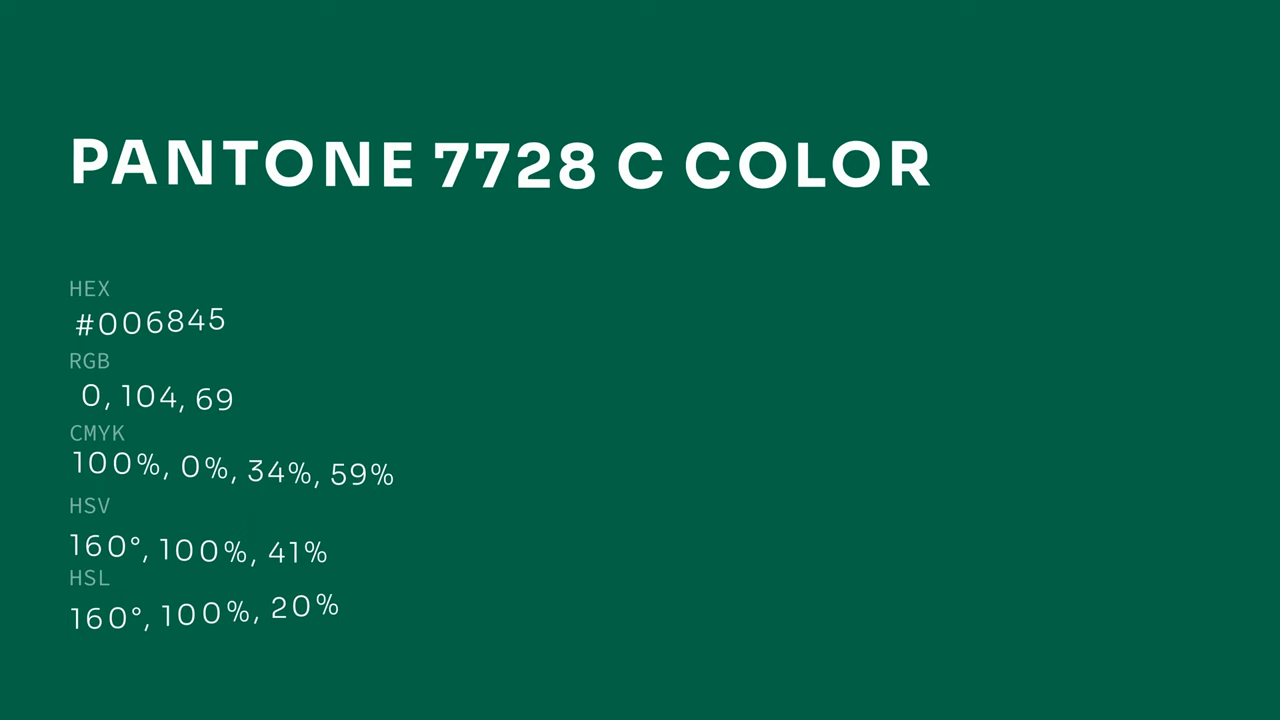 PANTONE 7728 C COLOR
HEX
#006845
RGB
0, 104, 69
CMYK
100%, 0%, 34%, 59%
HSV
160°, 100%, 41%
HSL
160°, 100%, 20%